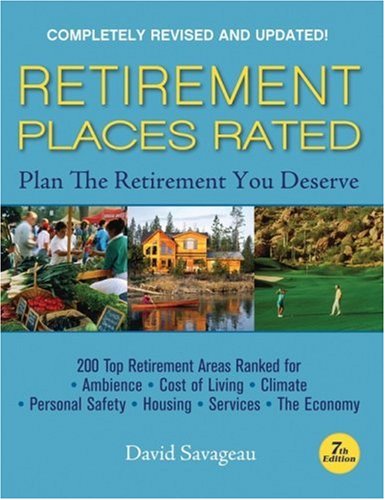 COMPLETELY REVISED AND UPDATED!
RETIREMENT
PLACES RATED
Plan The Retirement You Deserve
200 Top Retirement Areas Ranked for
• Ambience • Cost of Living • Climate
• Personal Safety • Housing • Services • The Economy
David Savageau
7th
Edition